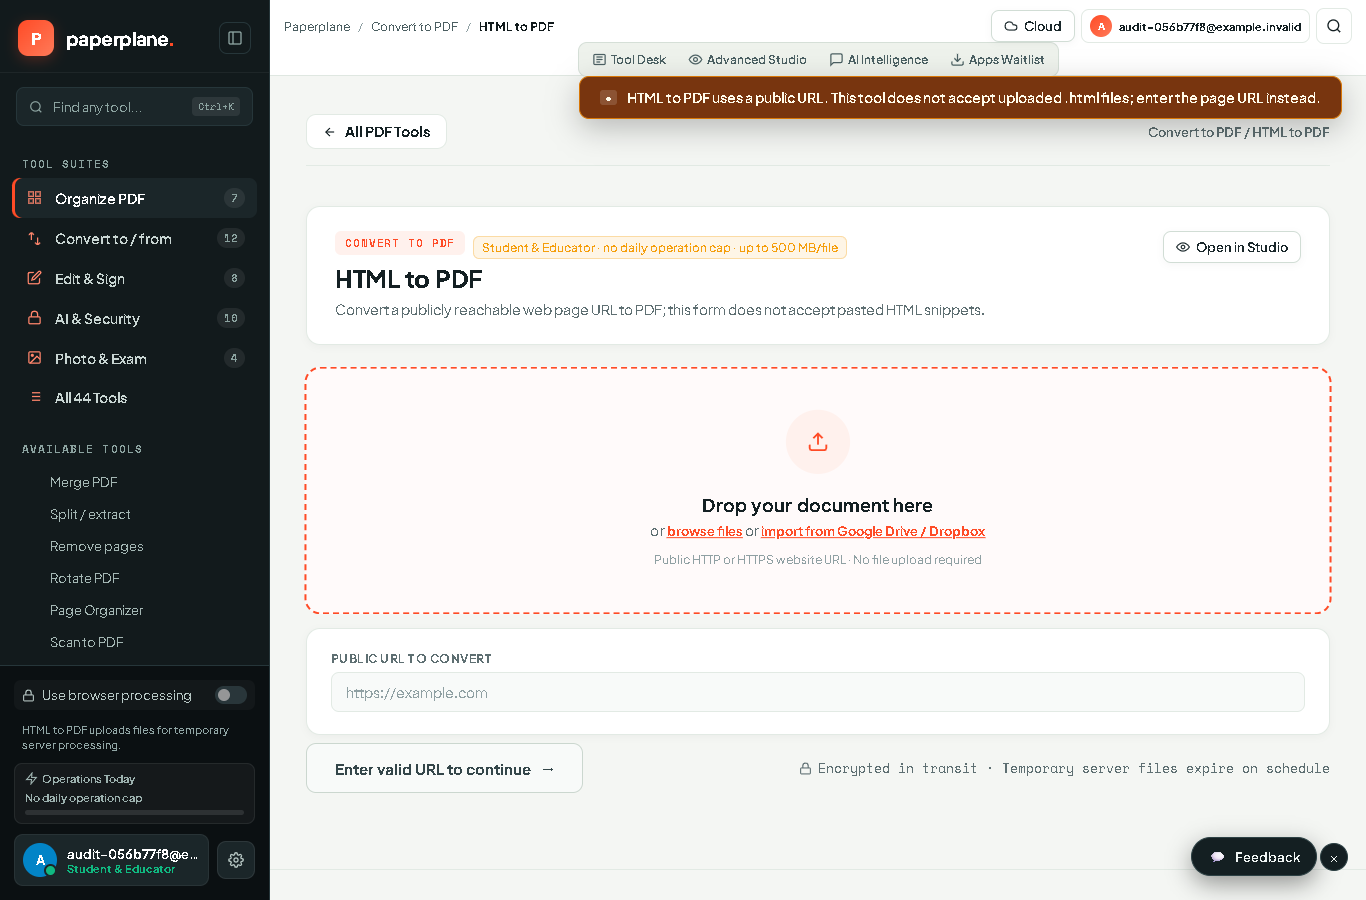 P paperplane.
Find any tool... Ctrl+K
TOOL SUITES
Organize PDF 7
Convert to / from 12
Edit & Sign 8
AI & Security 10
Photo & Exam 4
All 44 Tools
AVAILABLE TOOLS
Merge PDF
Split / extract
Remove pages
Rotate PDF
Page Organizer
Scan to PDF
Use browser processing
HTML to PDF uploads files for temporary
server processing.
Operations Today
No daily operation cap
A audit-056b77f8@e...
Student & Educator
Paperplane / Convert to PDF / HTML to PDF
Cloud
A audit-056b77f8@example.invalid
Tool Desk Advanced Studio AI Intelligence Apps Waitlist
HTML to PDF uses a public URL. This tool does not accept uploaded .html files; enter the page URL instead.
← All PDF Tools
Convert to PDF / HTML to PDF
CONVERT TO PDF Student & Educator · no daily operation cap · up to 500 MB/file
HTML to PDF
Convert a publicly reachable web page URL to PDF; this form does not accept pasted HTML snippets.
Open in Studio
Drop your document here
or browse files or import from Google Drive / Dropbox
Public HTTP or HTTPS website URL · No file upload required
PUBLIC URL TO CONVERT
https://example.com
Enter valid URL to continue →
Encrypted in transit · Temporary server files expire on schedule
Feedback ×